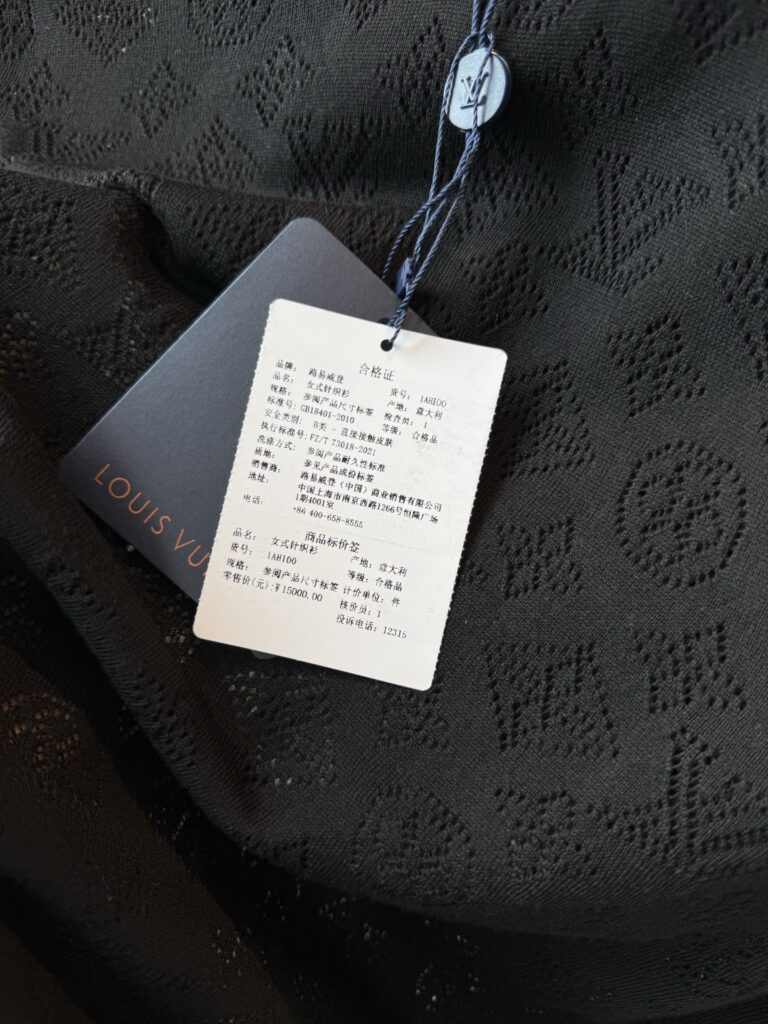 LV
合格证
品牌: 路易威登 货号: 1AHI00
品名: 女式针织衫 产地: 意大利
规格: 参阅产品尺寸标签 检查员: 1
标准号: GB18401-2010 等级: 合格品
安全类别: B类 - 直接接触皮肤
执行标准号: FZ/T 73018-2021
洗涤方式: 参阅产品耐久性标准
质地: 参见产品成份标签
销售商: 路易威登（中国）商业销售有限公司
地址: 中国上海市南京西路1266号恒隆广场
1期4001室
电话: +86 400-658-8555
商品标价签
品名: 女式针织衫 产地: 意大利
货号: 1AHI00 等级: 合格品
规格: 参阅产品尺寸标签 计价单位: 件
零售价(元):¥15000.00 核价员: 1
投诉电话: 12315
LOUIS VU